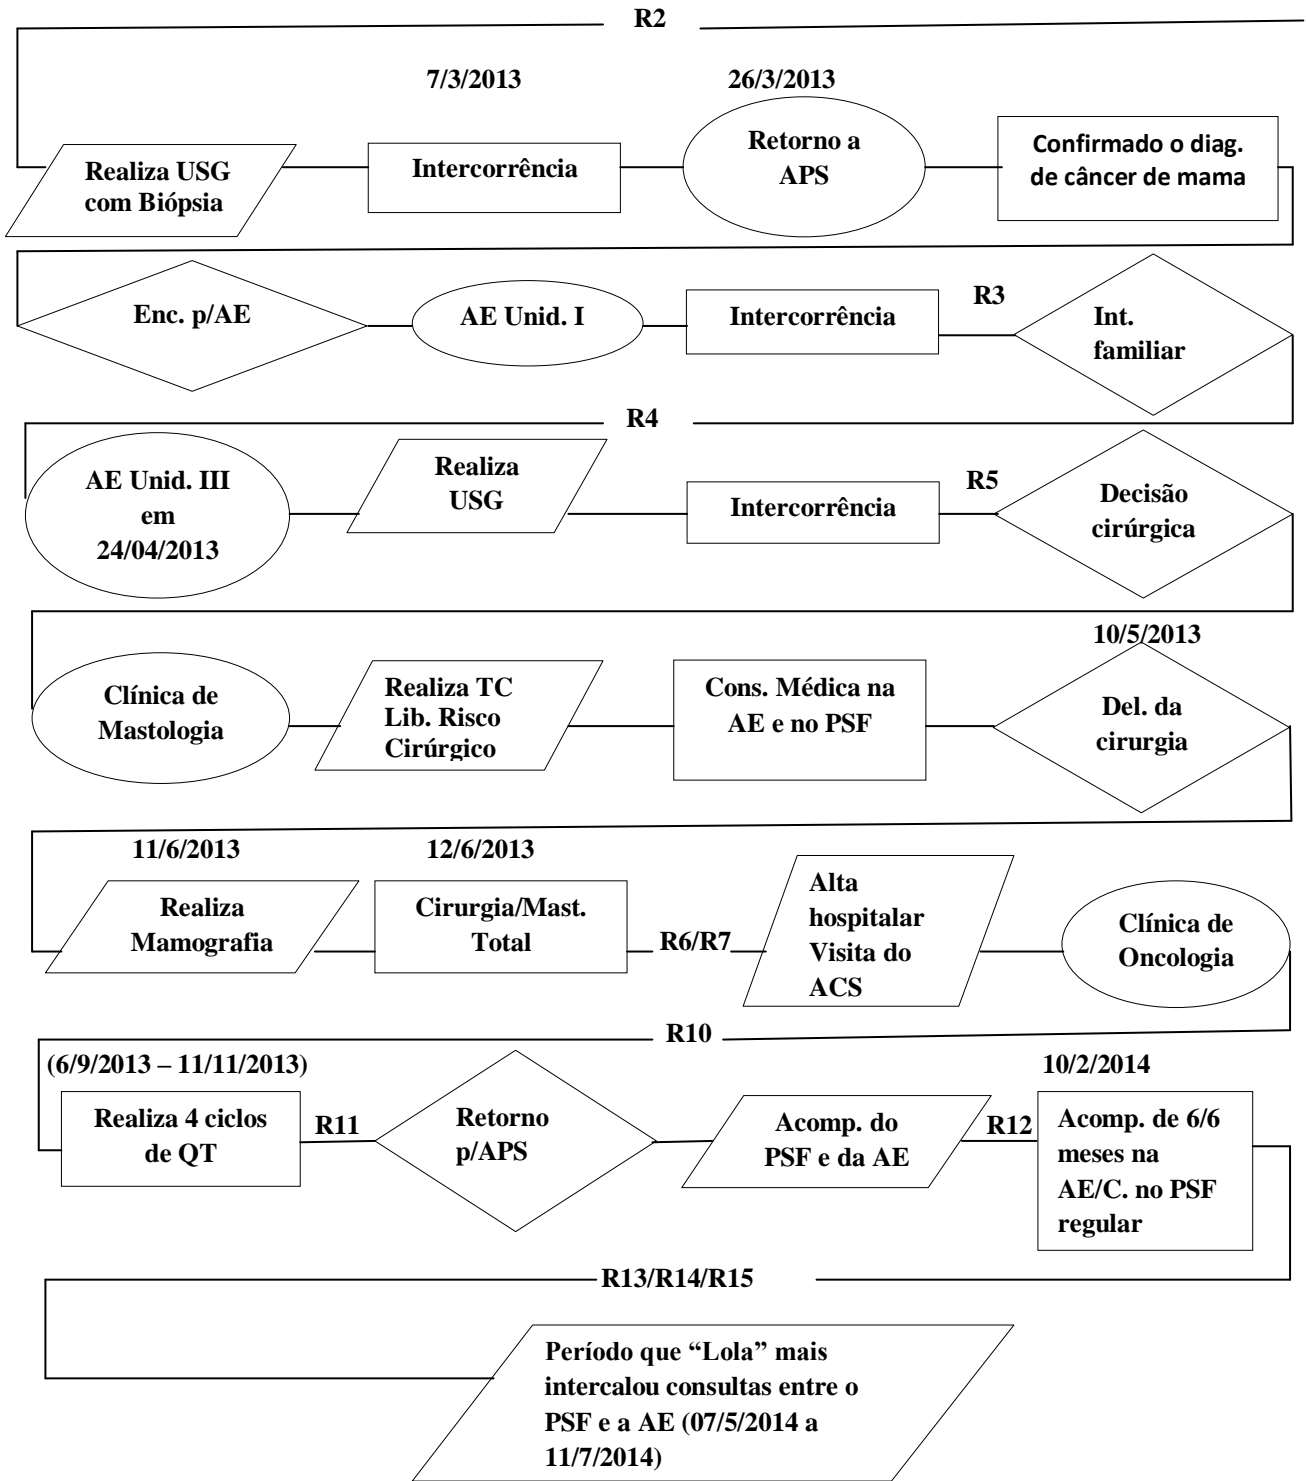 R2
7/3/2013
26/3/2013
Realiza USG
com Biópsia
Intercorrência
Retorno a
APS
Confirmado o diag.
de câncer de mama
Enc. p/AE
AE Unid. I
Intercorrência
R3
Int.
familiar
R4
AE Unid. III
em
24/04/2013
Realiza
USG
Intercorrência
R5
Decisão
cirúrgica
10/5/2013
Clínica de
Mastologia
Realiza TC
Lib. Risco
Cirúrgico
Cons. Médica na
AE e no PSF
Del. da
cirurgia
11/6/2013
12/6/2013
Realiza
Mamografia
Cirurgia/Mast.
Total
R6/R7
Alta
hospitalar
Visita do
ACS
Clínica de
Oncologia
R10
(6/9/2013 – 11/11/2013)
10/2/2014
Realiza 4 ciclos
de QT
R11
Retorno
p/APS
Acomp. do
PSF e da AE
R12
Acomp. de 6/6
meses na
AE/C. no PSF
regular
R13/R14/R15
Período que “Lola” mais
intercalou consultas entre o
PSF e a AE (07/5/2014 a
11/7/2014)